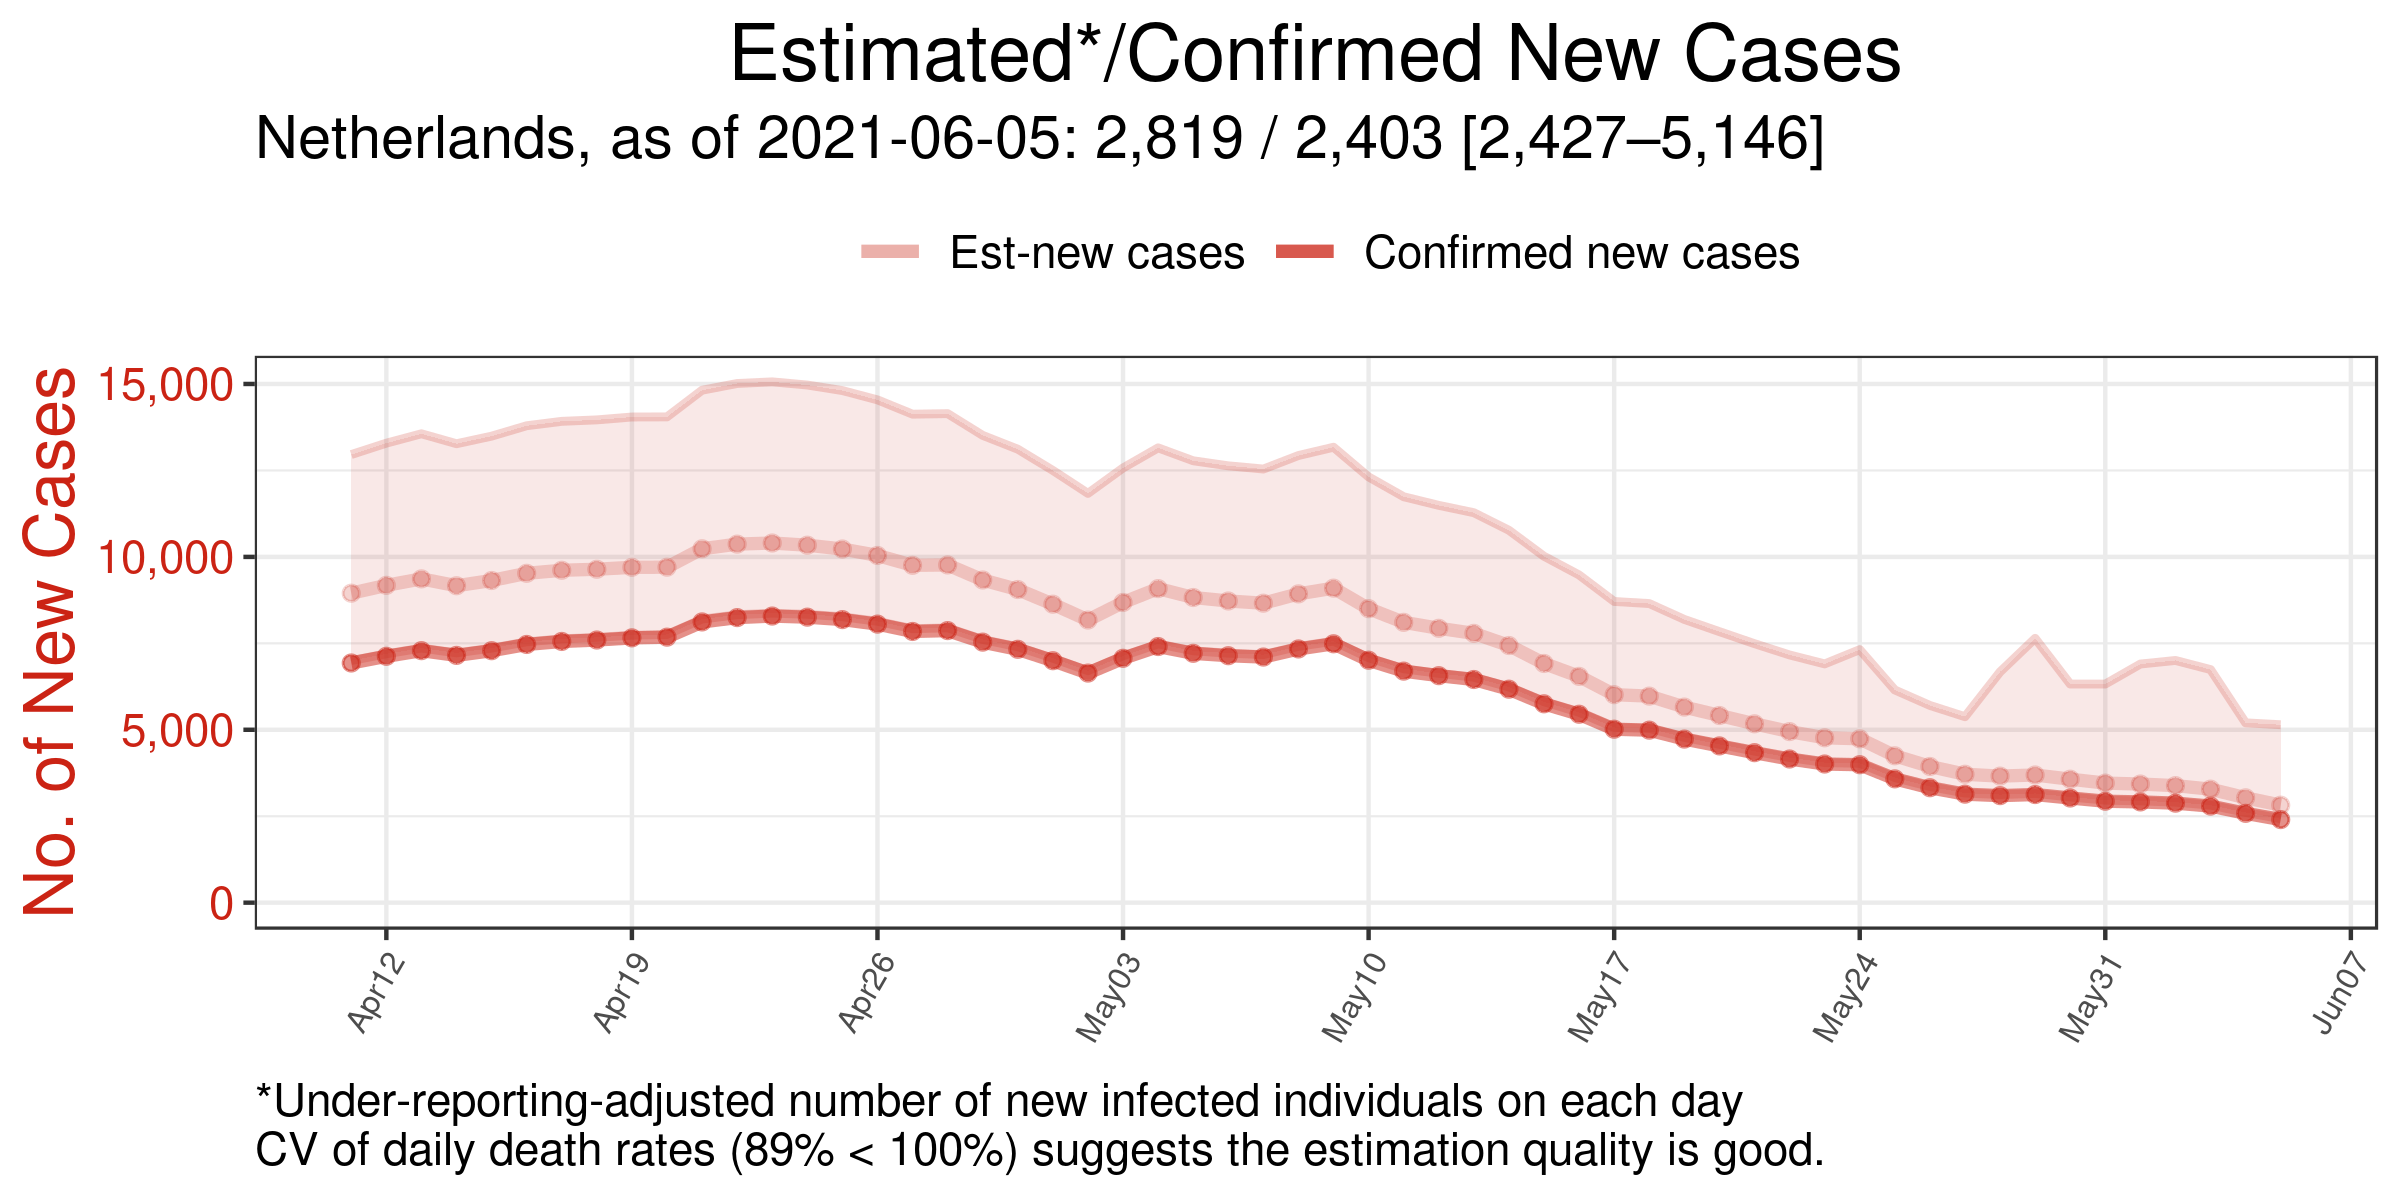 Estimated*/Confirmed New Cases
Netherlands, as of 2021-06-05: 2,819 / 2,403 [2,427–5,146]
Est-new cases Confirmed new cases
No. of New Cases
15,000
10,000
5,000
0
Apr12 Apr19 Apr26 May03 May10 May17 May24 May31 Jun07
*Under-reporting-adjusted number of new infected individuals on each day
CV of daily death rates (89% < 100%) suggests the estimation quality is good.